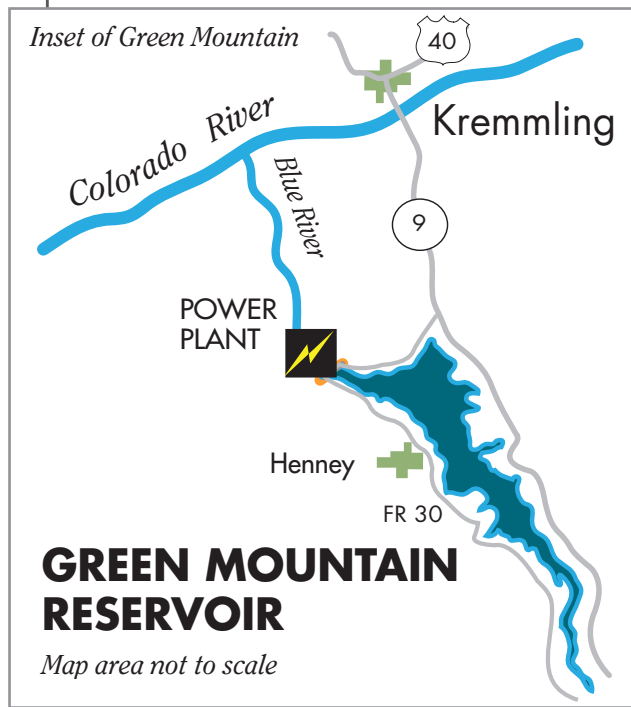 Inset of Green Mountain
40
Kremmling
Colorado River
Blue River
9
POWER
PLANT
Henney
FR 30
GREEN MOUNTAIN
RESERVOIR
Map area not to scale